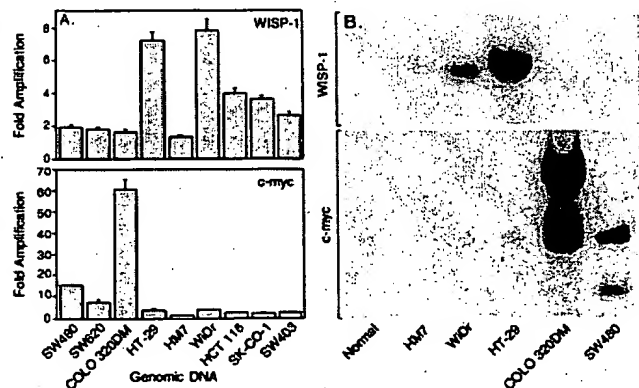 A.
WISP-1
Fold Amplification
8
6
4
2
0
c-myc
Fold Amplification
70
60
50
40
30
20
10
0
SW480
SW620
COLO 320DM
HT-29
HM7
WiDr
HCT 116
SK-CO-1
SW403
Genomic DNA
B.
WISP-1
c-myc
Normal
HM7
WiDr
HT-29
COLO 320DM
SW480